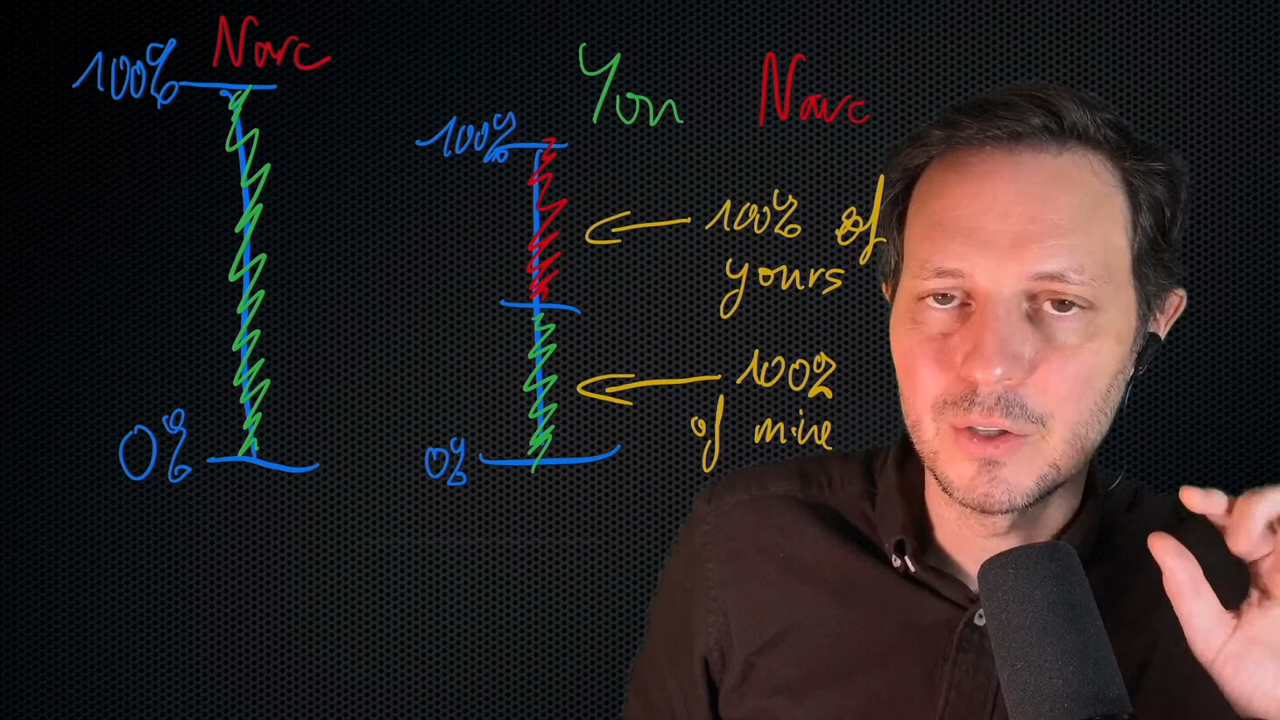 Narc
100%
0%
You Narc
100%
100% of
yours
100%
of mine
0%